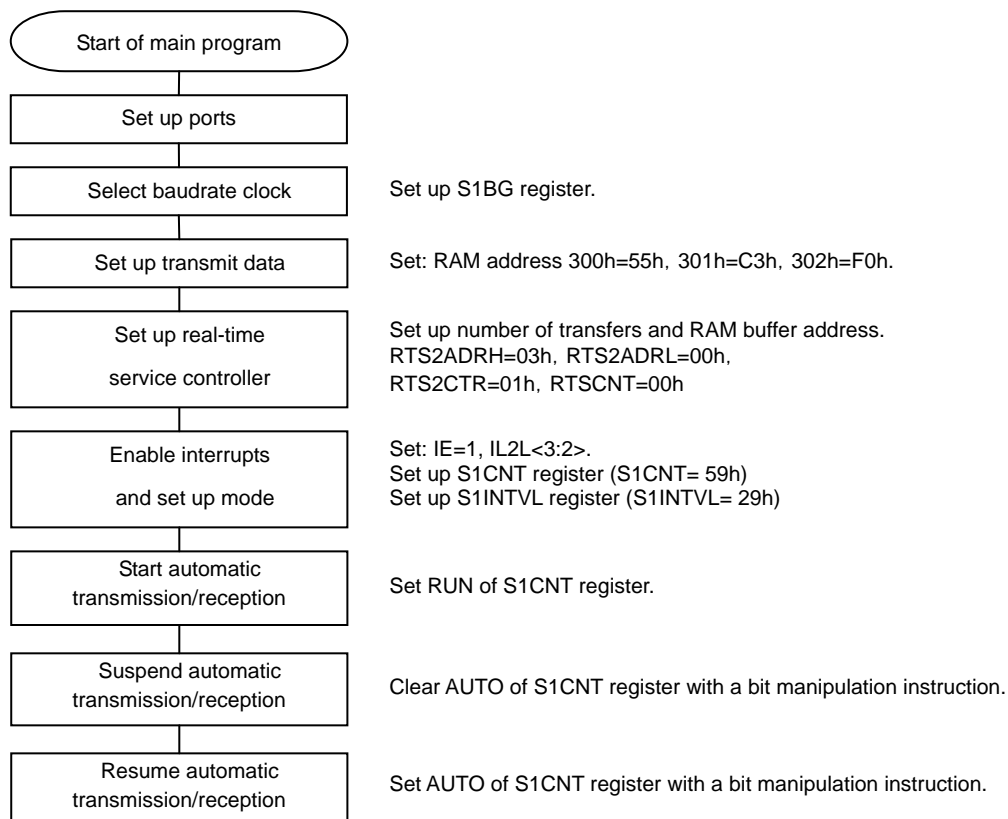 Start of main program
Set up ports
Select baudrate clock
Set up S1BG register.
Set up transmit data
Set: RAM address 300h=55h, 301h=C3h, 302h=F0h.
Set up real-time
service controller
Set up number of transfers and RAM buffer address.
RTS2ADRH=03h, RTS2ADRL=00h,
RTS2CTR=01h, RTSCNT=00h
Enable interrupts
and set up mode
Set: IE=1, IL2L<3:2>.
Set up S1CNT register (S1CNT= 59h)
Set up S1INTVL register (S1INTVL= 29h)
Start automatic
transmission/reception
Set RUN of S1CNT register.
Suspend automatic
transmission/reception
Clear AUTO of S1CNT register with a bit manipulation instruction.
Resume automatic
transmission/reception
Set AUTO of S1CNT register with a bit manipulation instruction.